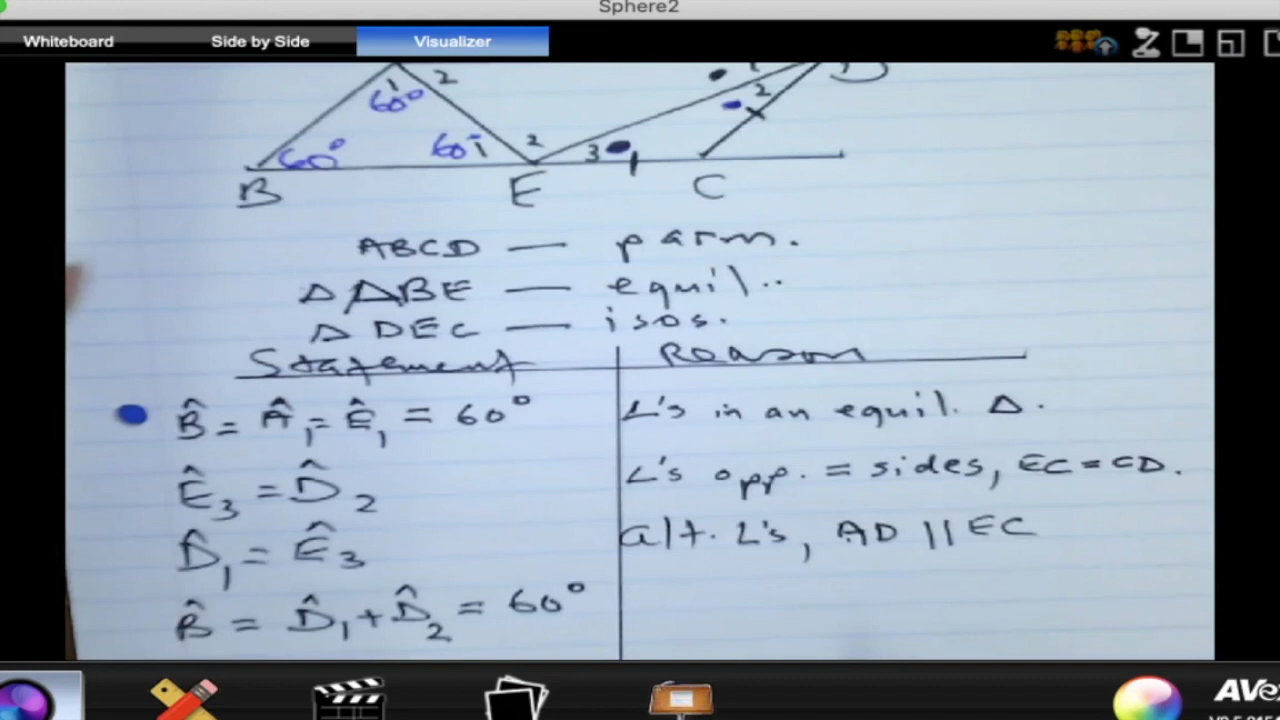 Sphere2
Whiteboard Side by Side Visualizer
1 2 1 D
60° 2
60° 60° 1 2 3
B E C
ABCD — parm.
△ ABE — equil..
△ DEC — isos.
Statement Reason
B̂ = Â₁ = Ê₁ = 60° L's in an equil. △.
Ê₃ = D̂₂ L's opp. = sides, EC = CD.
D̂₁ = Ê₃ alt. L's, AD || EC
B̂ = D̂₁ + D̂₂ = 60°